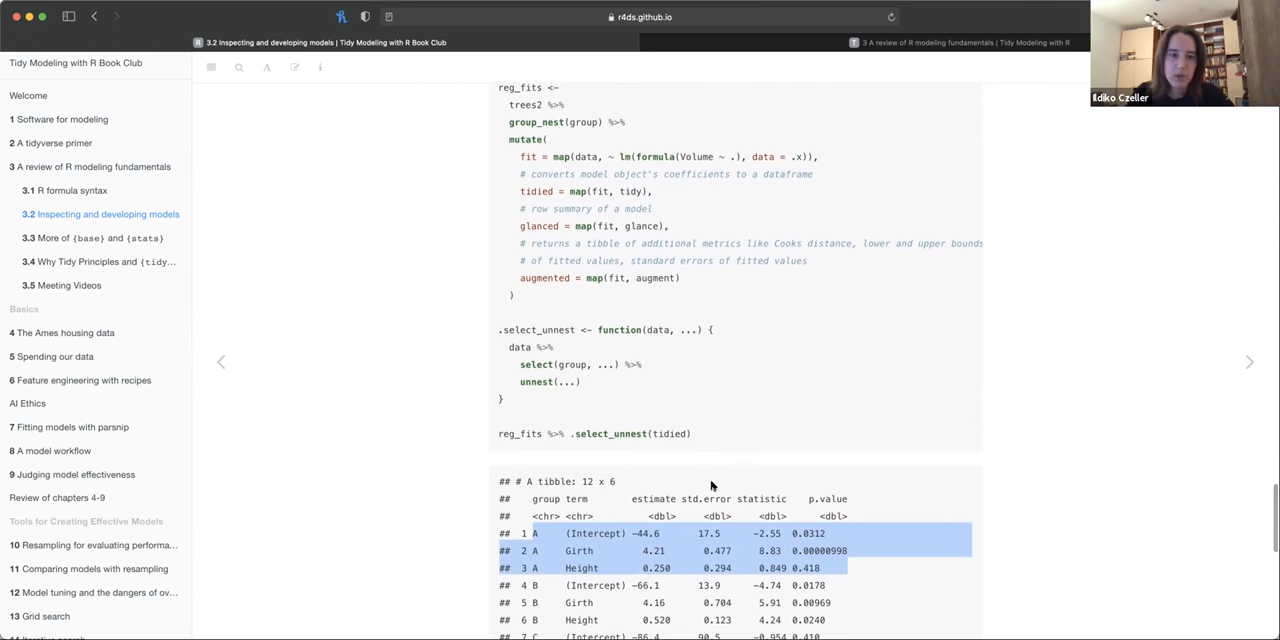 r4ds.github.io
3.2 Inspecting and developing models | Tidy Modeling with R Book Club
3 A review of R modeling fundamentals | Tidy Modeling with R
Ildiko Czeller
Tidy Modeling with R Book Club
Welcome
1 Software for modeling
2 A tidyverse primer
3 A review of R modeling fundamentals
3.1 R formula syntax
3.2 Inspecting and developing models
3.3 More of {base} and {stats}
3.4 Why Tidy Principles and {tidy...
3.5 Meeting Videos
Basics
4 The Ames housing data
5 Spending our data
6 Feature engineering with recipes
AI Ethics
7 Fitting models with parsnip
8 A model workflow
9 Judging model effectiveness
Review of chapters 4-9
Tools for Creating Effective Models
10 Resampling for evaluating performa...
11 Comparing models with resampling
12 Model tuning and the dangers of ov...
13 Grid search
reg_fits <-
trees2 %>%
group_nest(group) %>%
mutate(
fit = map(data, ~ lm(formula(Volume ~ .), data = .x)),
# converts model object's coefficients to a dataframe
tidied = map(fit, tidy),
# row summary of a model
glanced = map(fit, glance),
# returns a tibble of additional metrics like Cooks distance, lower and upper bounds
# of fitted values, standard errors of fitted values
augmented = map(fit, augment)
)
.select_unnest <- function(data, ...) {
data %>%
select(group, ...) %>%
unnest(...)
}
reg_fits %>% .select_unnest(tidied)
## # A tibble: 12 x 6
## group term estimate std.error statistic p.value
## <chr> <chr> <dbl> <dbl> <dbl> <dbl>
## 1 A (Intercept) -44.6 17.5 -2.55 0.0312
## 2 A Girth 4.21 0.477 8.83 0.00000998
## 3 A Height 0.250 0.294 0.849 0.418
## 4 B (Intercept) -66.1 13.9 -4.74 0.0178
## 5 B Girth 4.16 0.704 5.91 0.00969
## 6 B Height 0.520 0.123 4.24 0.0240
## 7 C (Intercept) -86.4 90.5 -0.954 0.410